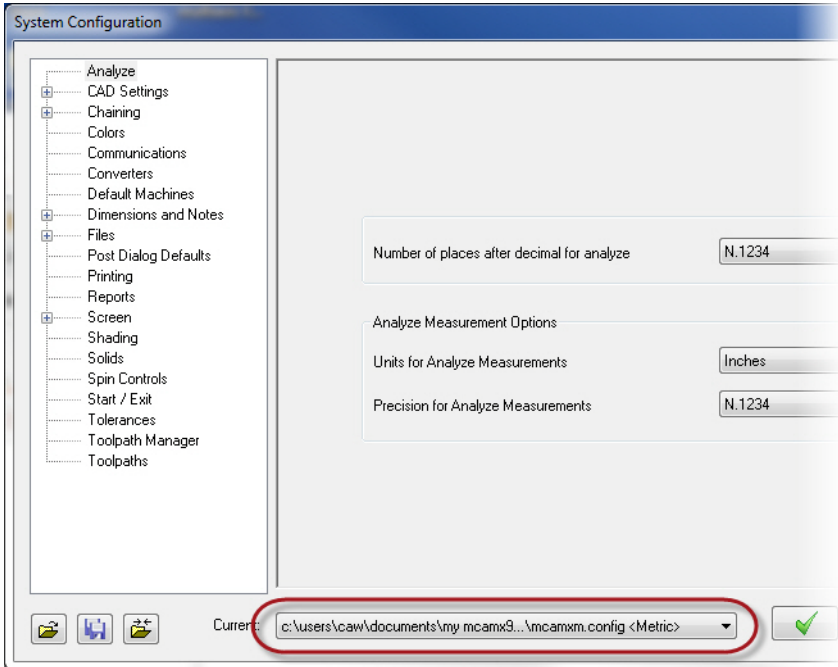 System Configuration
Analyze
CAD Settings
Chaining
Colors
Communications
Converters
Default Machines
Dimensions and Notes
Files
Post Dialog Defaults
Printing
Reports
Screen
Shading
Solids
Spin Controls
Start / Exit
Tolerances
Toolpath Manager
Toolpaths
Number of places after decimal for analyze N.1234
Analyze Measurement Options
Units for Analyze Measurements Inches
Precision for Analyze Measurements N.1234
Current: c:\users\caw\documents\my mcamx9...\mcamxm.config <Metric>